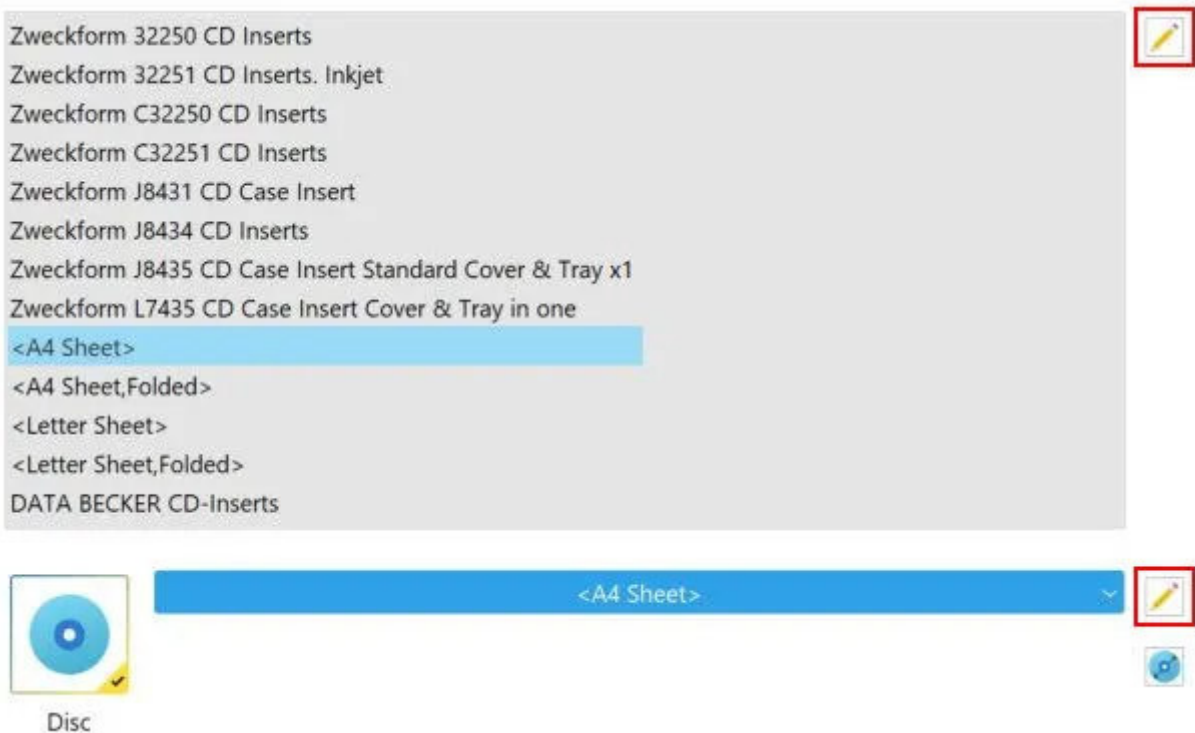 Zweckform 32250 CD Inserts
Zweckform 32251 CD Inserts. Inkjet
Zweckform C32250 CD Inserts
Zweckform C32251 CD Inserts
Zweckform J8431 CD Case Insert
Zweckform J8434 CD Inserts
Zweckform J8435 CD Case Insert Standard Cover & Tray x1
Zweckform L7435 CD Case Insert Cover & Tray in one
<A4 Sheet>
<A4 Sheet,Folded>
<Letter Sheet>
<Letter Sheet,Folded>
DATA BECKER CD-Inserts
<A4 Sheet>
Disc